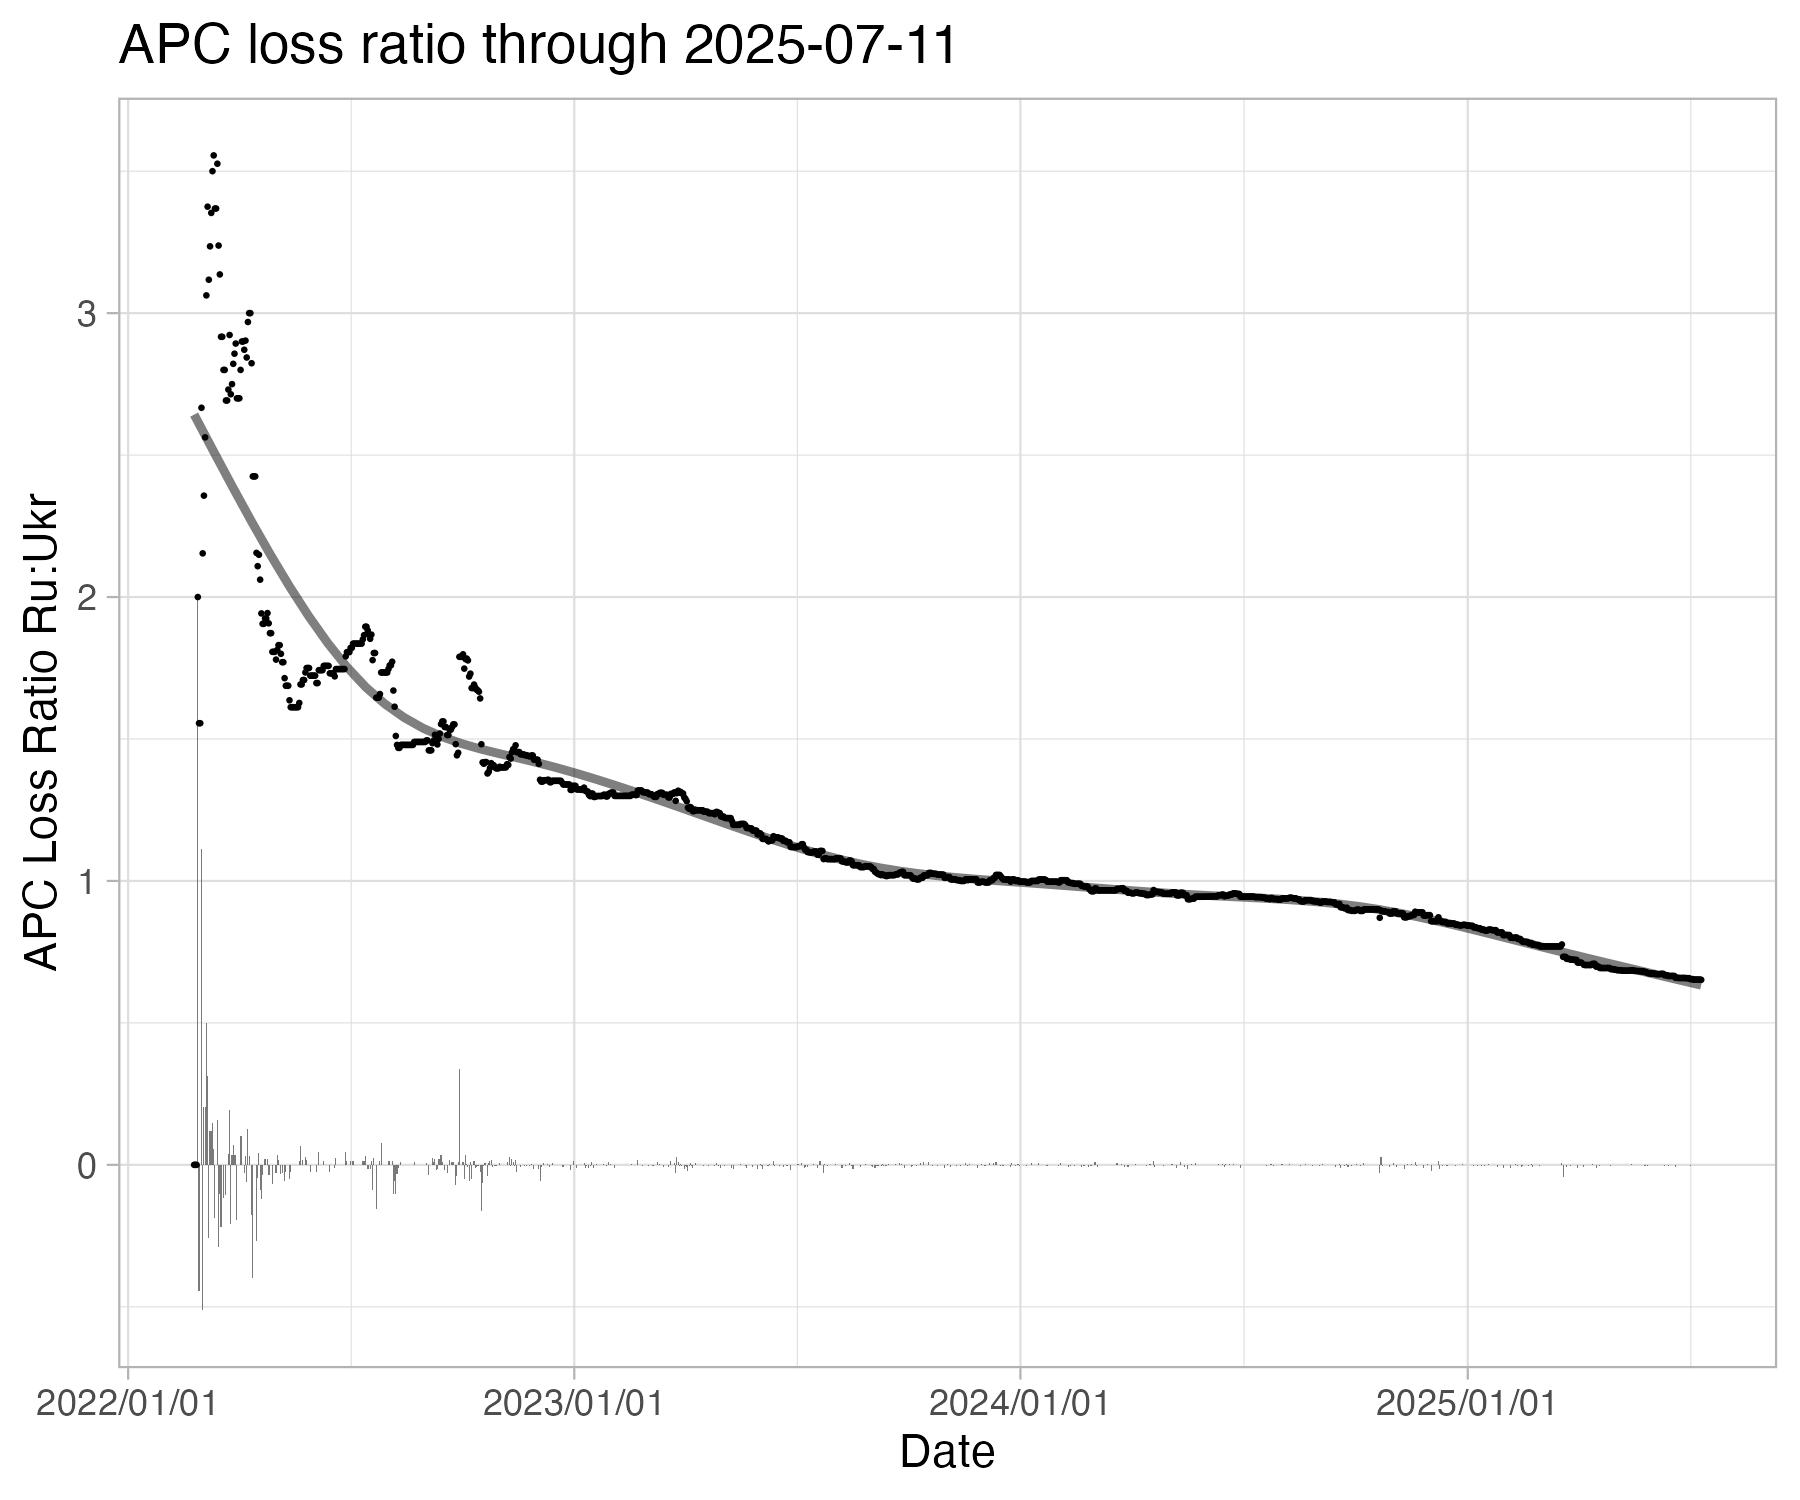 APC loss ratio through 2025-07-11
APC Loss Ratio Ru:Ukr
3
2
1
0
2022/01/01 2023/01/01 2024/01/01 2025/01/01
Date